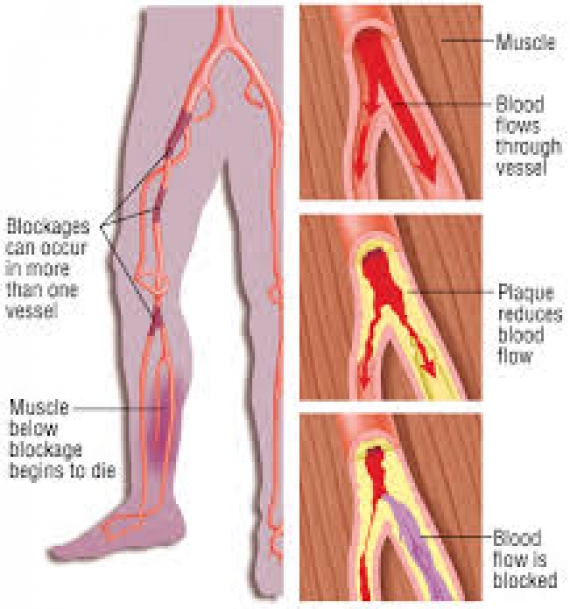 Blockages
can occur
in more
than one
vessel
Muscle
below
blockage
begins to die
Muscle
Blood
flows
through
vessel
Plaque
reduces
blood
flow
Blood
flow is
blocked